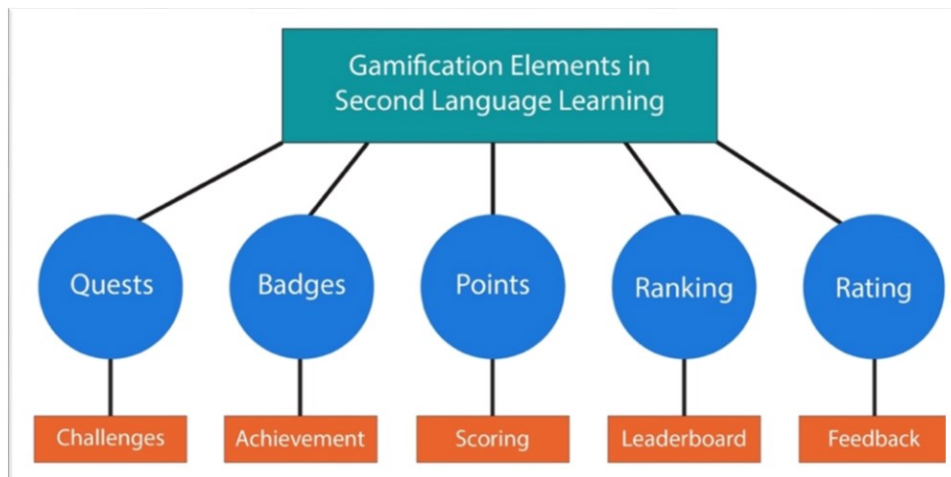 Gamification Elements in
Second Language Learning
Quests
Badges
Points
Ranking
Rating
Challenges
Achievement
Scoring
Leaderboard
Feedback